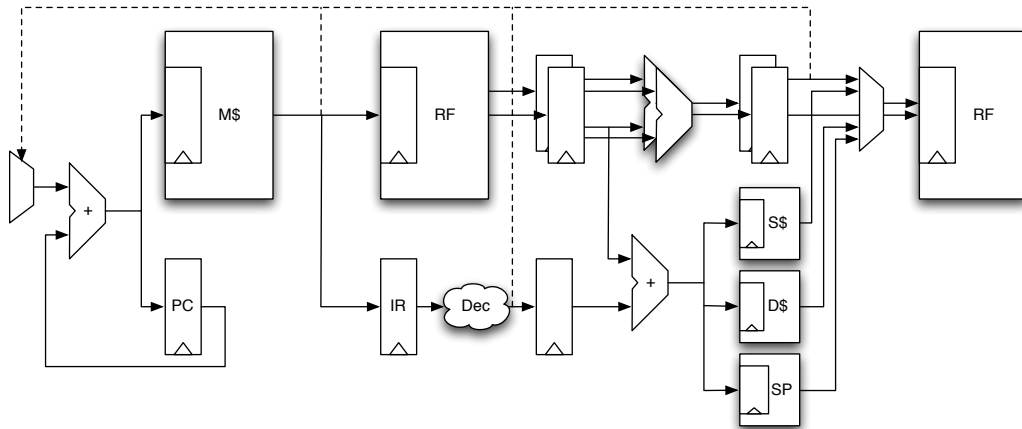 M$
RF
RF
+
S$
PC
IR
Dec
+
D$
SP